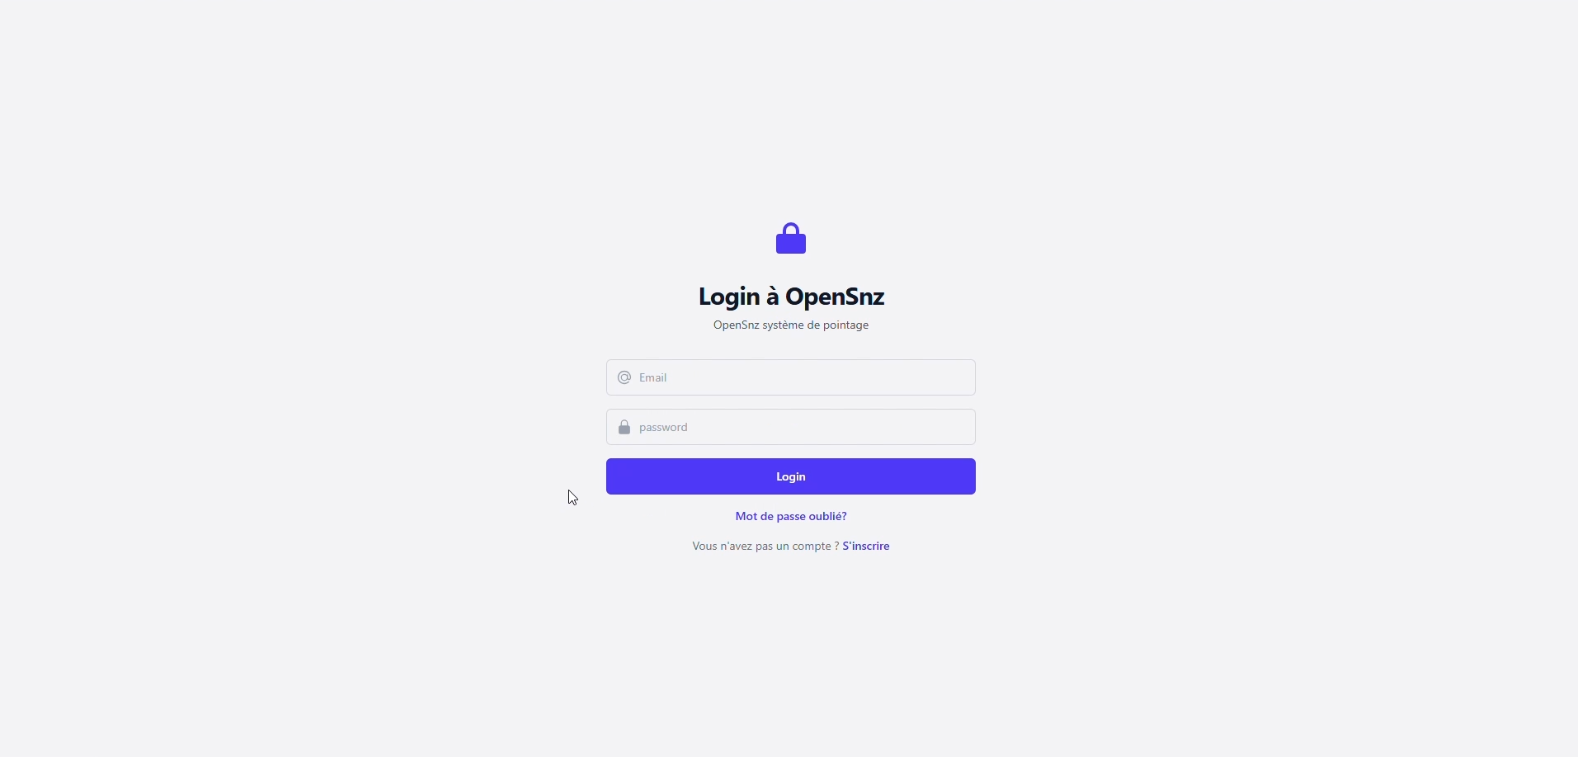 Login à OpenSnz
OpenSnz système de pointage
Email
password
Login
Mot de passe oublié?
Vous n'avez pas un compte ? S'inscrire